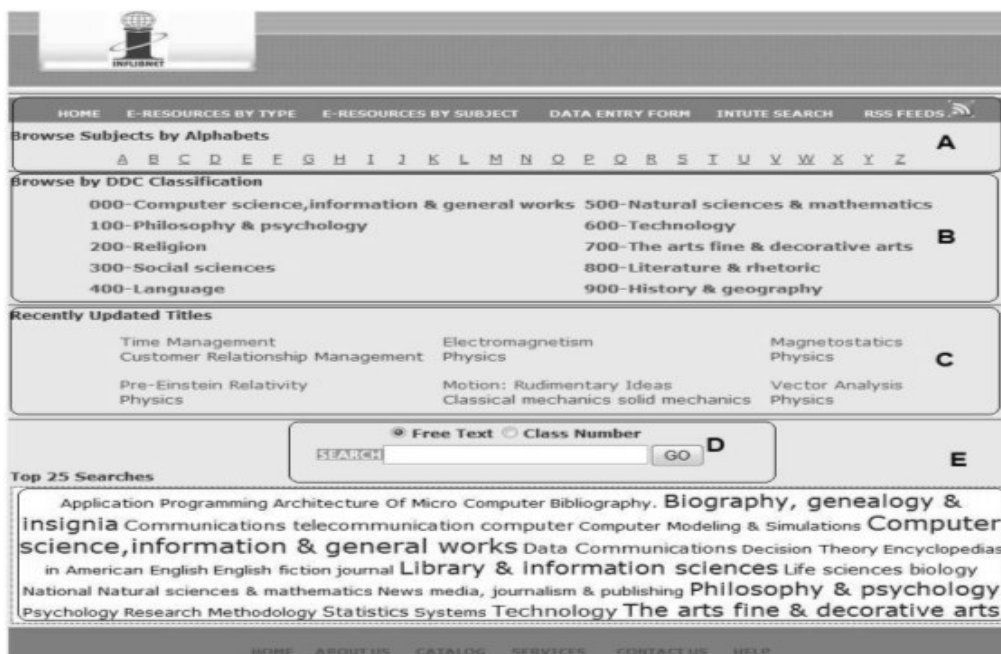 INFLIBNET
HOME E-RESOURCES BY TYPE E-RESOURCES BY SUBJECT DATA ENTRY FORM INTUTE SEARCH RSS FEEDS
Browse Subjects by Alphabets A
A B C D E F G H I J K L M N O P Q R S T U V W X Y Z
Browse by DDC Classification
000-Computer science,information & general works 500-Natural sciences & mathematics
100-Philosophy & psychology 600-Technology
B
200-Religion 700-The arts fine & decorative arts
300-Social sciences 800-Literature & rhetoric
400-Language 900-History & geography
Recently Updated Titles
Time Management Electromagnetism Magnetostatics
Customer Relationship Management Physics Physics
C
Pre-Einstein Relativity Motion: Rudimentary Ideas Vector Analysis
Physics Classical mechanics solid mechanics Physics
Free Text Class Number
SEARCH GO D
E
Top 25 Searches
Application Programming Architecture Of Micro Computer Bibliography. Biography, genealogy &
insignia Communications telecommunication computer Computer Modeling & Simulations Computer
science,information & general works Data Communications Decision Theory Encyclopedias
in American English English fiction journal Library & information sciences Life sciences biology
National Natural sciences & mathematics News media, journalism & publishing Philosophy & psychology
Psychology Research Methodology Statistics Systems Technology The arts fine & decorative arts
HOME ABOUT US CATALOG SERVICES CONTACT US HELP